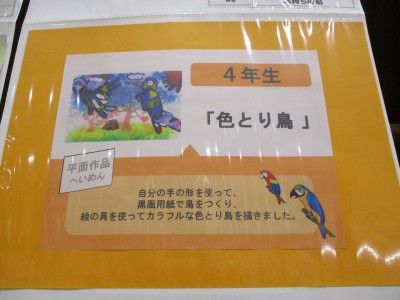 4年生
「色とり鳥 」
平面作品
へいめん
自分の手の形を使って、
黒画用紙で鳥をつくり、
絵の具を使ってカラフルな色とり鳥を描きました。